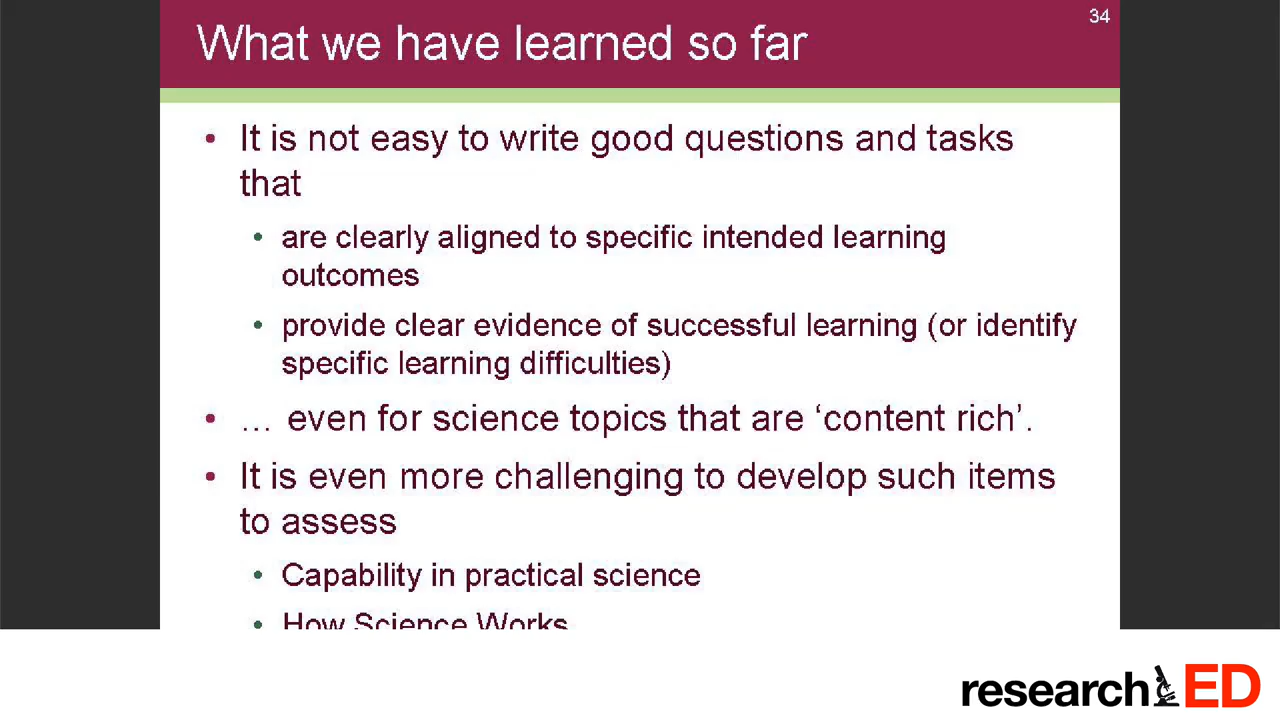 34
What we have learned so far
• It is not easy to write good questions and tasks
that
• are clearly aligned to specific intended learning
outcomes
• provide clear evidence of successful learning (or identify
specific learning difficulties)
• … even for science topics that are ‘content rich’.
• It is even more challenging to develop such items
to assess
• Capability in practical science
• How Science Works
researchED